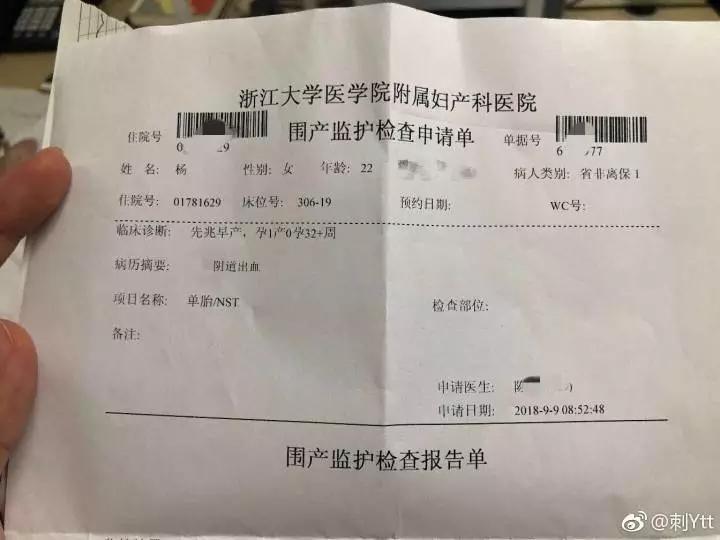 浙江大学医学院附属妇产科医院
住院号 0 29 围产监护检查申请单 单据号 6 77
姓 名: 杨 性别: 女 年龄: 22 病人类别: 省非离保 1
住院号: 01781629 床位号: 306-19 预约日期: WC号:
临床诊断: 先兆早产, 孕1产0孕32+周
病历摘要: 阴道出血
项目名称: 单胎/NST 检查部位:
备注:
申请医生: 陈
申请日期: 2018-9-9 08:52:48
围产监护检查报告单
@刺Ytt